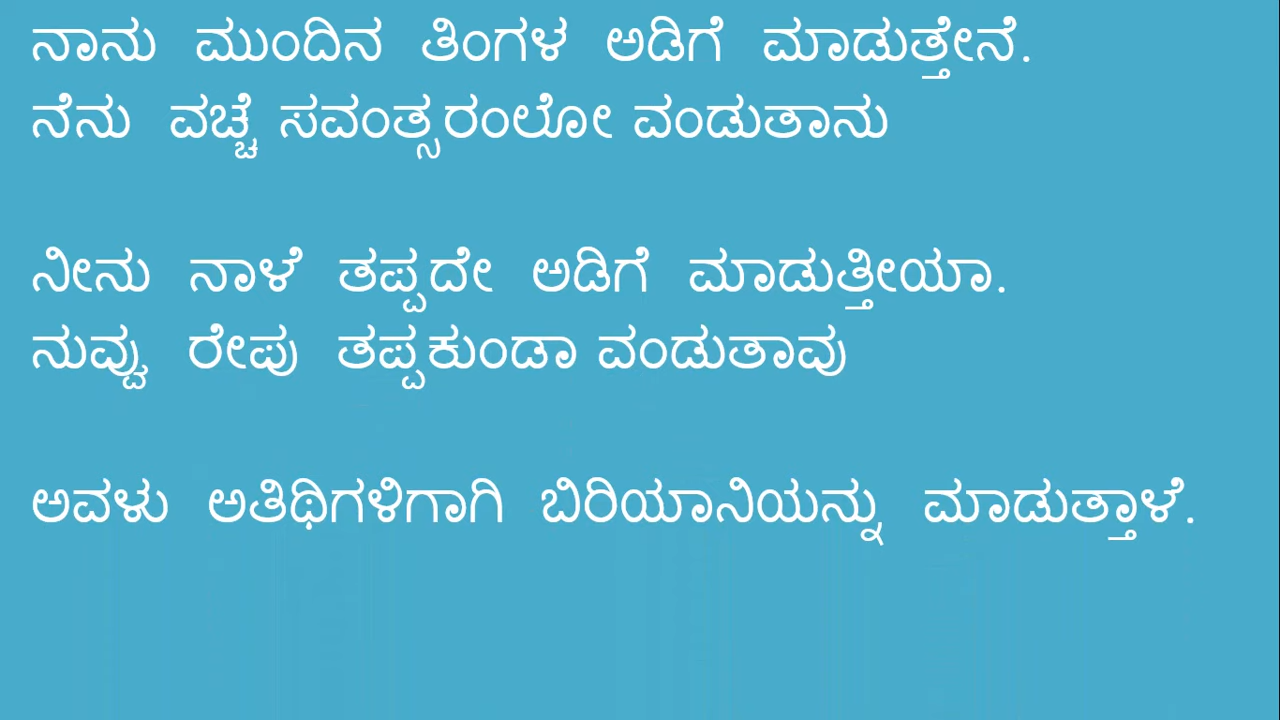 ನಾನು ಮುಂದಿನ ತಿಂಗಳ ಅಡಿಗೆ ಮಾಡುತ್ತೇನೆ.
ನೆನು ವಚ್ಚೆ ಸವಂತ್ಸರಂಲೋ ವಂಡುತಾನು
ನೀನು ನಾಳೆ ತಪ್ಪದೇ ಅಡಿಗೆ ಮಾಡುತ್ತೀಯಾ.
ನುವ್ವು ರೇಪು ತಪ್ಪಕುಂಡಾ ವಂಡುತಾವು
ಅವಳು ಅತಿಥಿಗಳಿಗಾಗಿ ಬಿರಿಯಾನಿಯನ್ನು ಮಾಡುತ್ತಾಳೆ.